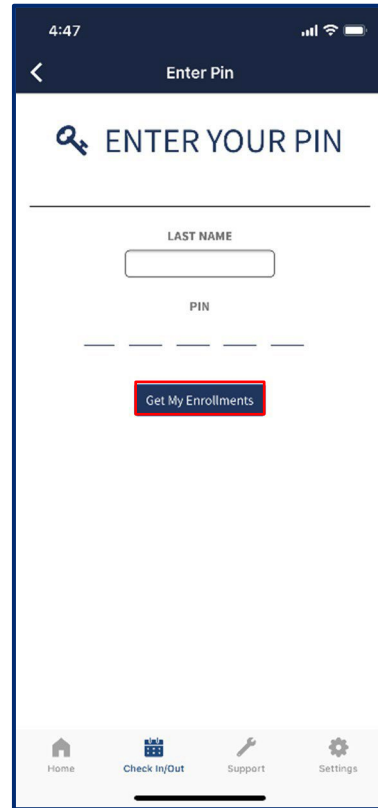 4:47
Enter Pin
ENTER YOUR PIN
LAST NAME
PIN
Get My Enrollments
Home Check In/Out Support Settings